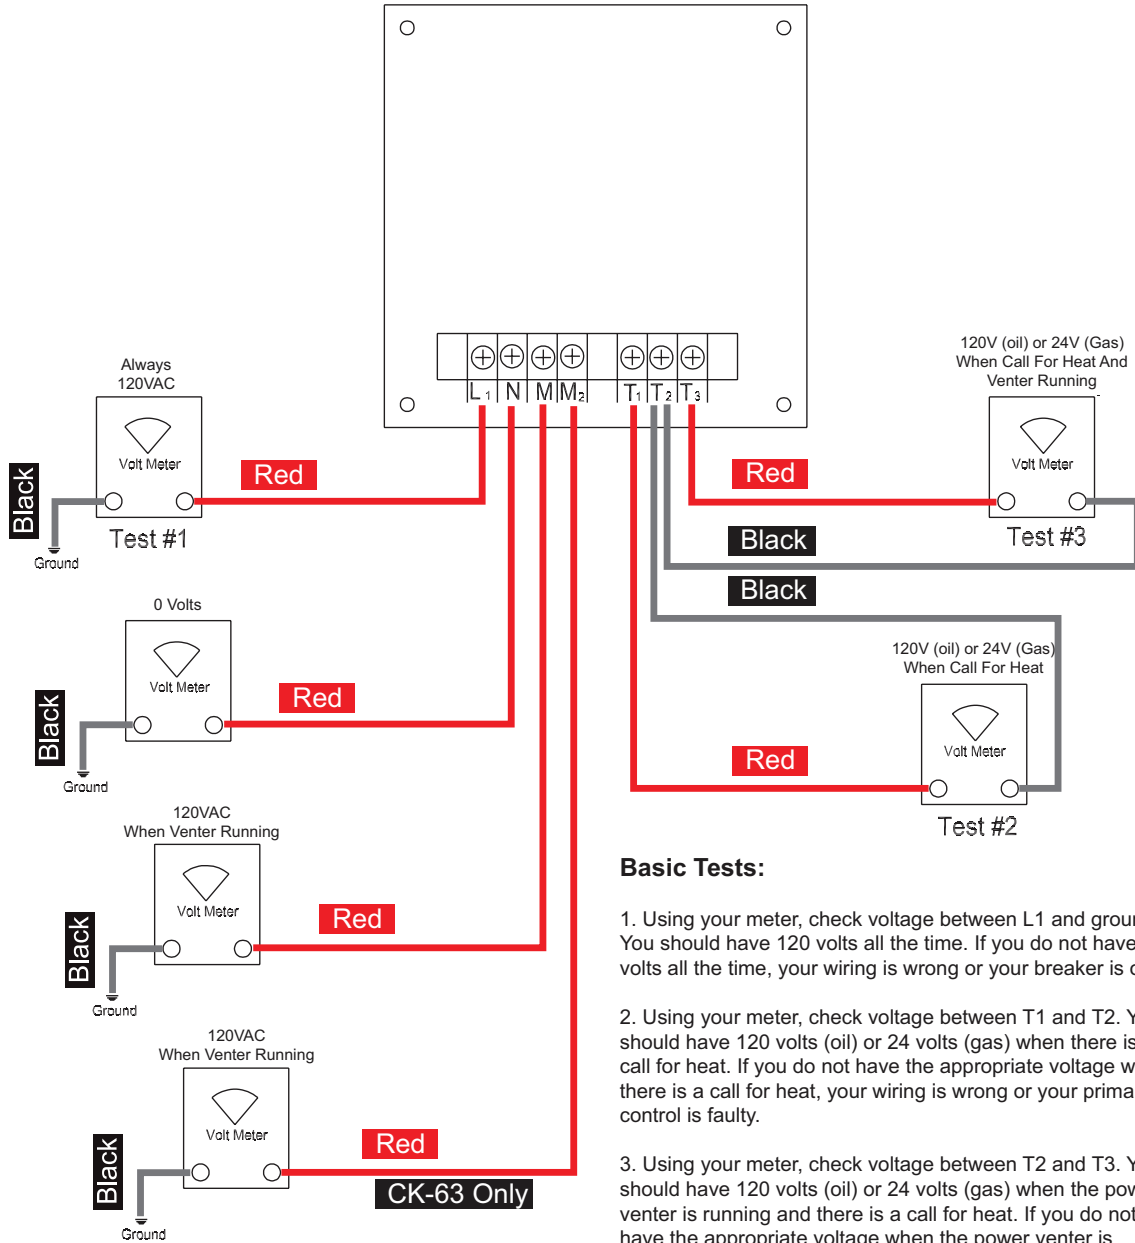 L1 N M M2 T1 T2 T3
Always
120VAC
Volt Meter
Black
Red
Ground
Test #1
0 Volts
Volt Meter
Black
Red
Ground
120VAC
When Venter Running
Volt Meter
Black
Red
Ground
120VAC
When Venter Running
Volt Meter
Black
Red
CK-63 Only
Ground
120V (oil) or 24V (Gas)
When Call For Heat And
Venter Running
Volt Meter
Red
Test #3
Black
Black
120V (oil) or 24V (Gas)
When Call For Heat
Volt Meter
Red
Test #2
Basic Tests:
1. Using your meter, check voltage between L1 and groun
You should have 120 volts all the time. If you do not have
volts all the time, your wiring is wrong or your breaker is
2. Using your meter, check voltage between T1 and T2. Y
should have 120 volts (oil) or 24 volts (gas) when there is
call for heat. If you do not have the appropriate voltage w
there is a call for heat, your wiring is wrong or your prima
control is faulty.
3. Using your meter, check voltage between T2 and T3. Y
should have 120 volts (oil) or 24 volts (gas) when the pow
venter is running and there is a call for heat. If you do not
have the appropriate voltage when the power venter is